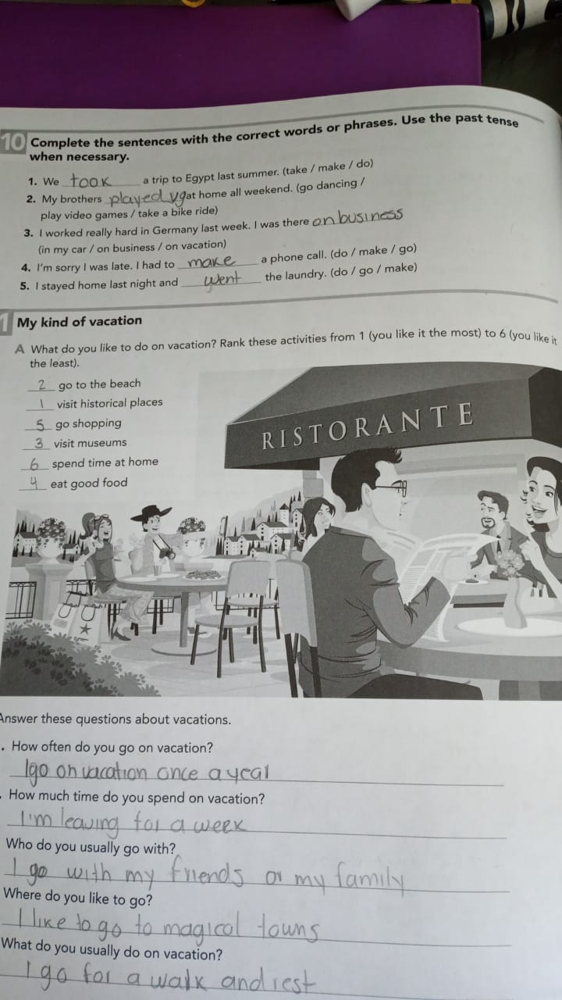 10 Complete the sentences with the correct words or phrases. Use the past tense
when necessary.
1. We took a trip to Egypt last summer. (take / make / do)
2. My brothers played vg at home all weekend. (go dancing /
play video games / take a bike ride)
3. I worked really hard in Germany last week. I was there on business
(in my car / on business / on vacation)
4. I'm sorry I was late. I had to make a phone call. (do / make / go)
5. I stayed home last night and went the laundry. (do / go / make)
1 My kind of vacation
A What do you like to do on vacation? Rank these activities from 1 (you like it the most) to 6 (you like it
the least).
2 go to the beach
1 visit historical places
5 go shopping
3 visit museums
6 spend time at home
4 eat good food
RISTORANTE
Answer these questions about vacations.
. How often do you go on vacation?
I go on vacation once a year
. How much time do you spend on vacation?
I'm leaving for a week
Who do you usually go with?
I go with my friends or my family
Where do you like to go?
I like to go to magical towns
What do you usually do on vacation?
I go for a walk and rest